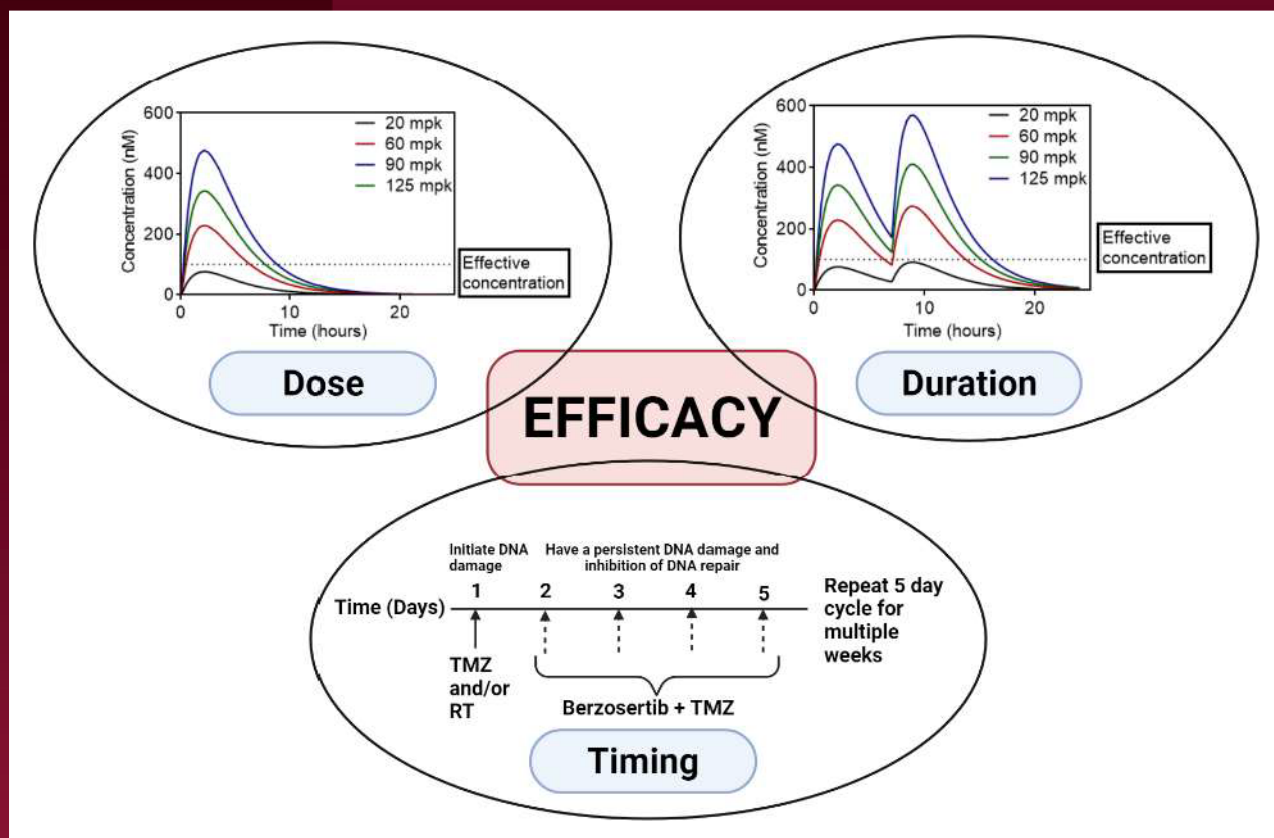 600
400
200
0
Concentration (nM)
20 mpk
60 mpk
90 mpk
125 mpk
Effective
concentration
0
10
20
Time (hours)
Dose
600
400
200
0
Concentration (nM)
20 mpk
60 mpk
90 mpk
125 mpk
Effective
concentration
0
10
20
Time (hours)
Duration
EFFICACY
Initiate DNA
damage
Have a persistent DNA damage and
inhibition of DNA repair
Time (Days)
1
2
3
4
5
Repeat 5 day
cycle for
multiple
weeks
TMZ
and/or
RT
Berzosertib + TMZ
Timing